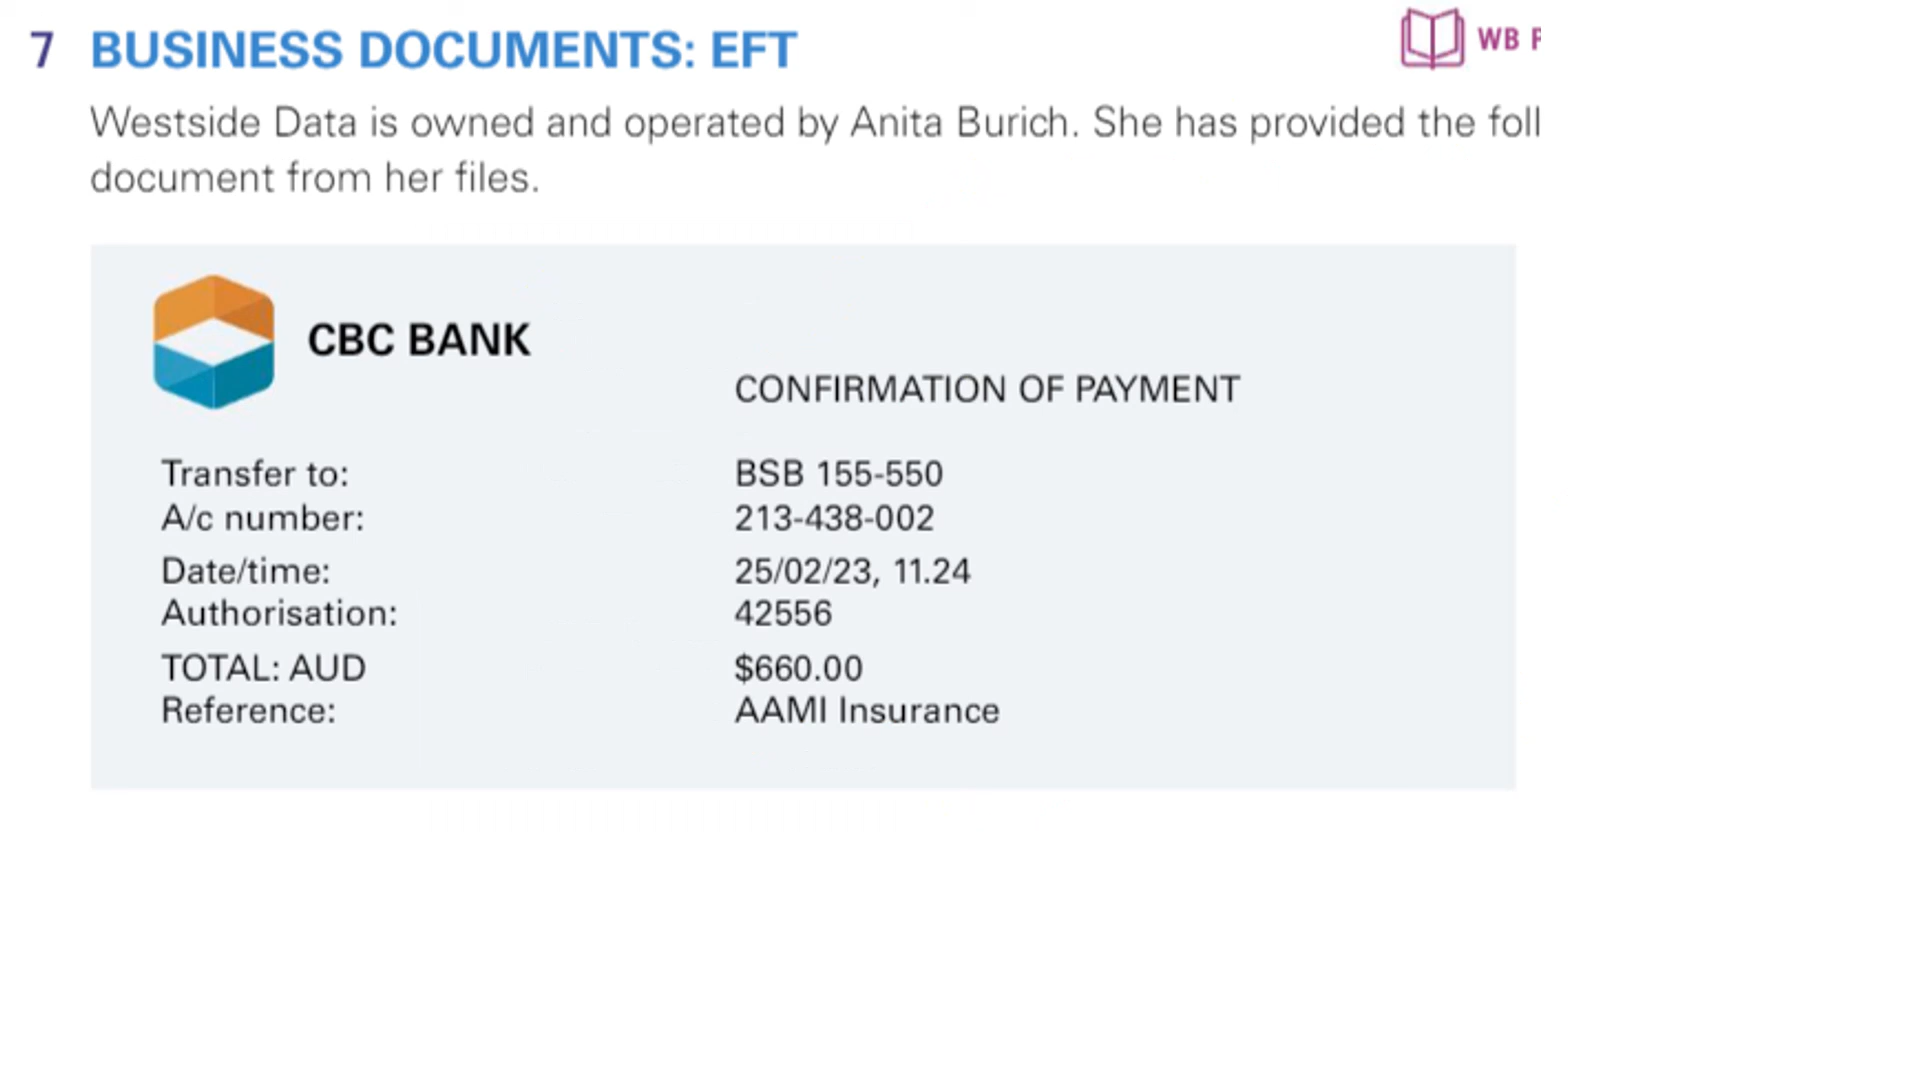 7 BUSINESS DOCUMENTS: EFT
WB
Westside Data is owned and operated by Anita Burich. She has provided the foll
document from her files.
CBC BANK
CONFIRMATION OF PAYMENT
Transfer to: BSB 155-550
A/c number: 213-438-002
Date/time: 25/02/23, 11.24
Authorisation: 42556
TOTAL: AUD $660.00
Reference: AAMI Insurance